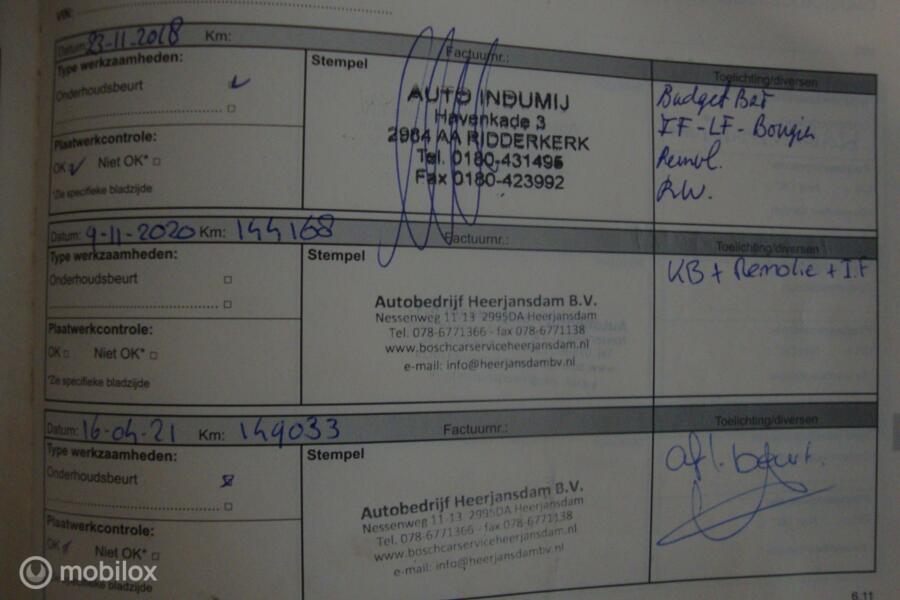 VIN:
Datum: 23-11-2018 Km: Factuurnr.:
Type werkzaamheden:
Onderhoudsbeurt
Plaatwerkcontrole:
OK Niet OK*
*Zie specifieke bladzijde
Stempel
AUTO INDUMIJ
Havenkade 3
2984 AA RIDDERKERK
Tel. 0180-431495
Fax 0180-423992
Toelichting/diversen
Budget Bat
IF-LF-Bougies
Remvl.
RW.
Datum: 9-11-2020 Km: 144168 Factuurnr.:
Type werkzaamheden:
Onderhoudsbeurt
Plaatwerkcontrole:
OK Niet OK*
*Zie specifieke bladzijde
Stempel
Autobedrijf Heerjansdam B.V.
Nessenweg 11-13 2995DA Heerjansdam
Tel. 078-6771366 - fax 078-6771138
www.boschcarserviceheerjansdam.nl
e-mail: info@heerjansdambv.nl
Toelichting/diversen
KB + Remolie + I.F
Datum: 16-04-21 Km: 149033 Factuurnr.:
Type werkzaamheden:
Onderhoudsbeurt
Plaatwerkcontrole:
OK Niet OK*
specifieke bladzijde
Stempel
Autobedrijf Heerjansdam B.V.
Nessenweg 11-13 2995DA Heerjansdam
Tel. 078-6771366 - fax 078-6771138
www.boschcarserviceheerjansdam.nl
e-mail: info@heerjansdambv.nl
Toelichting/diversen
afl. beurt.
6.11
mobilox